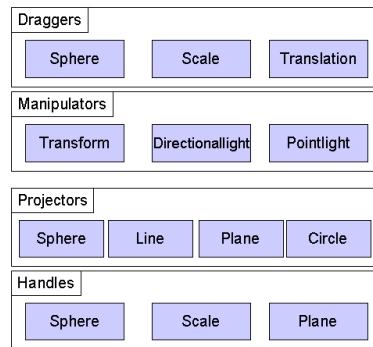 Draggers
Sphere Scale Translation
Manipulators
Transform Directionallight Pointlight
Projectors
Sphere Line Plane Circle
Handles
Sphere Scale Plane